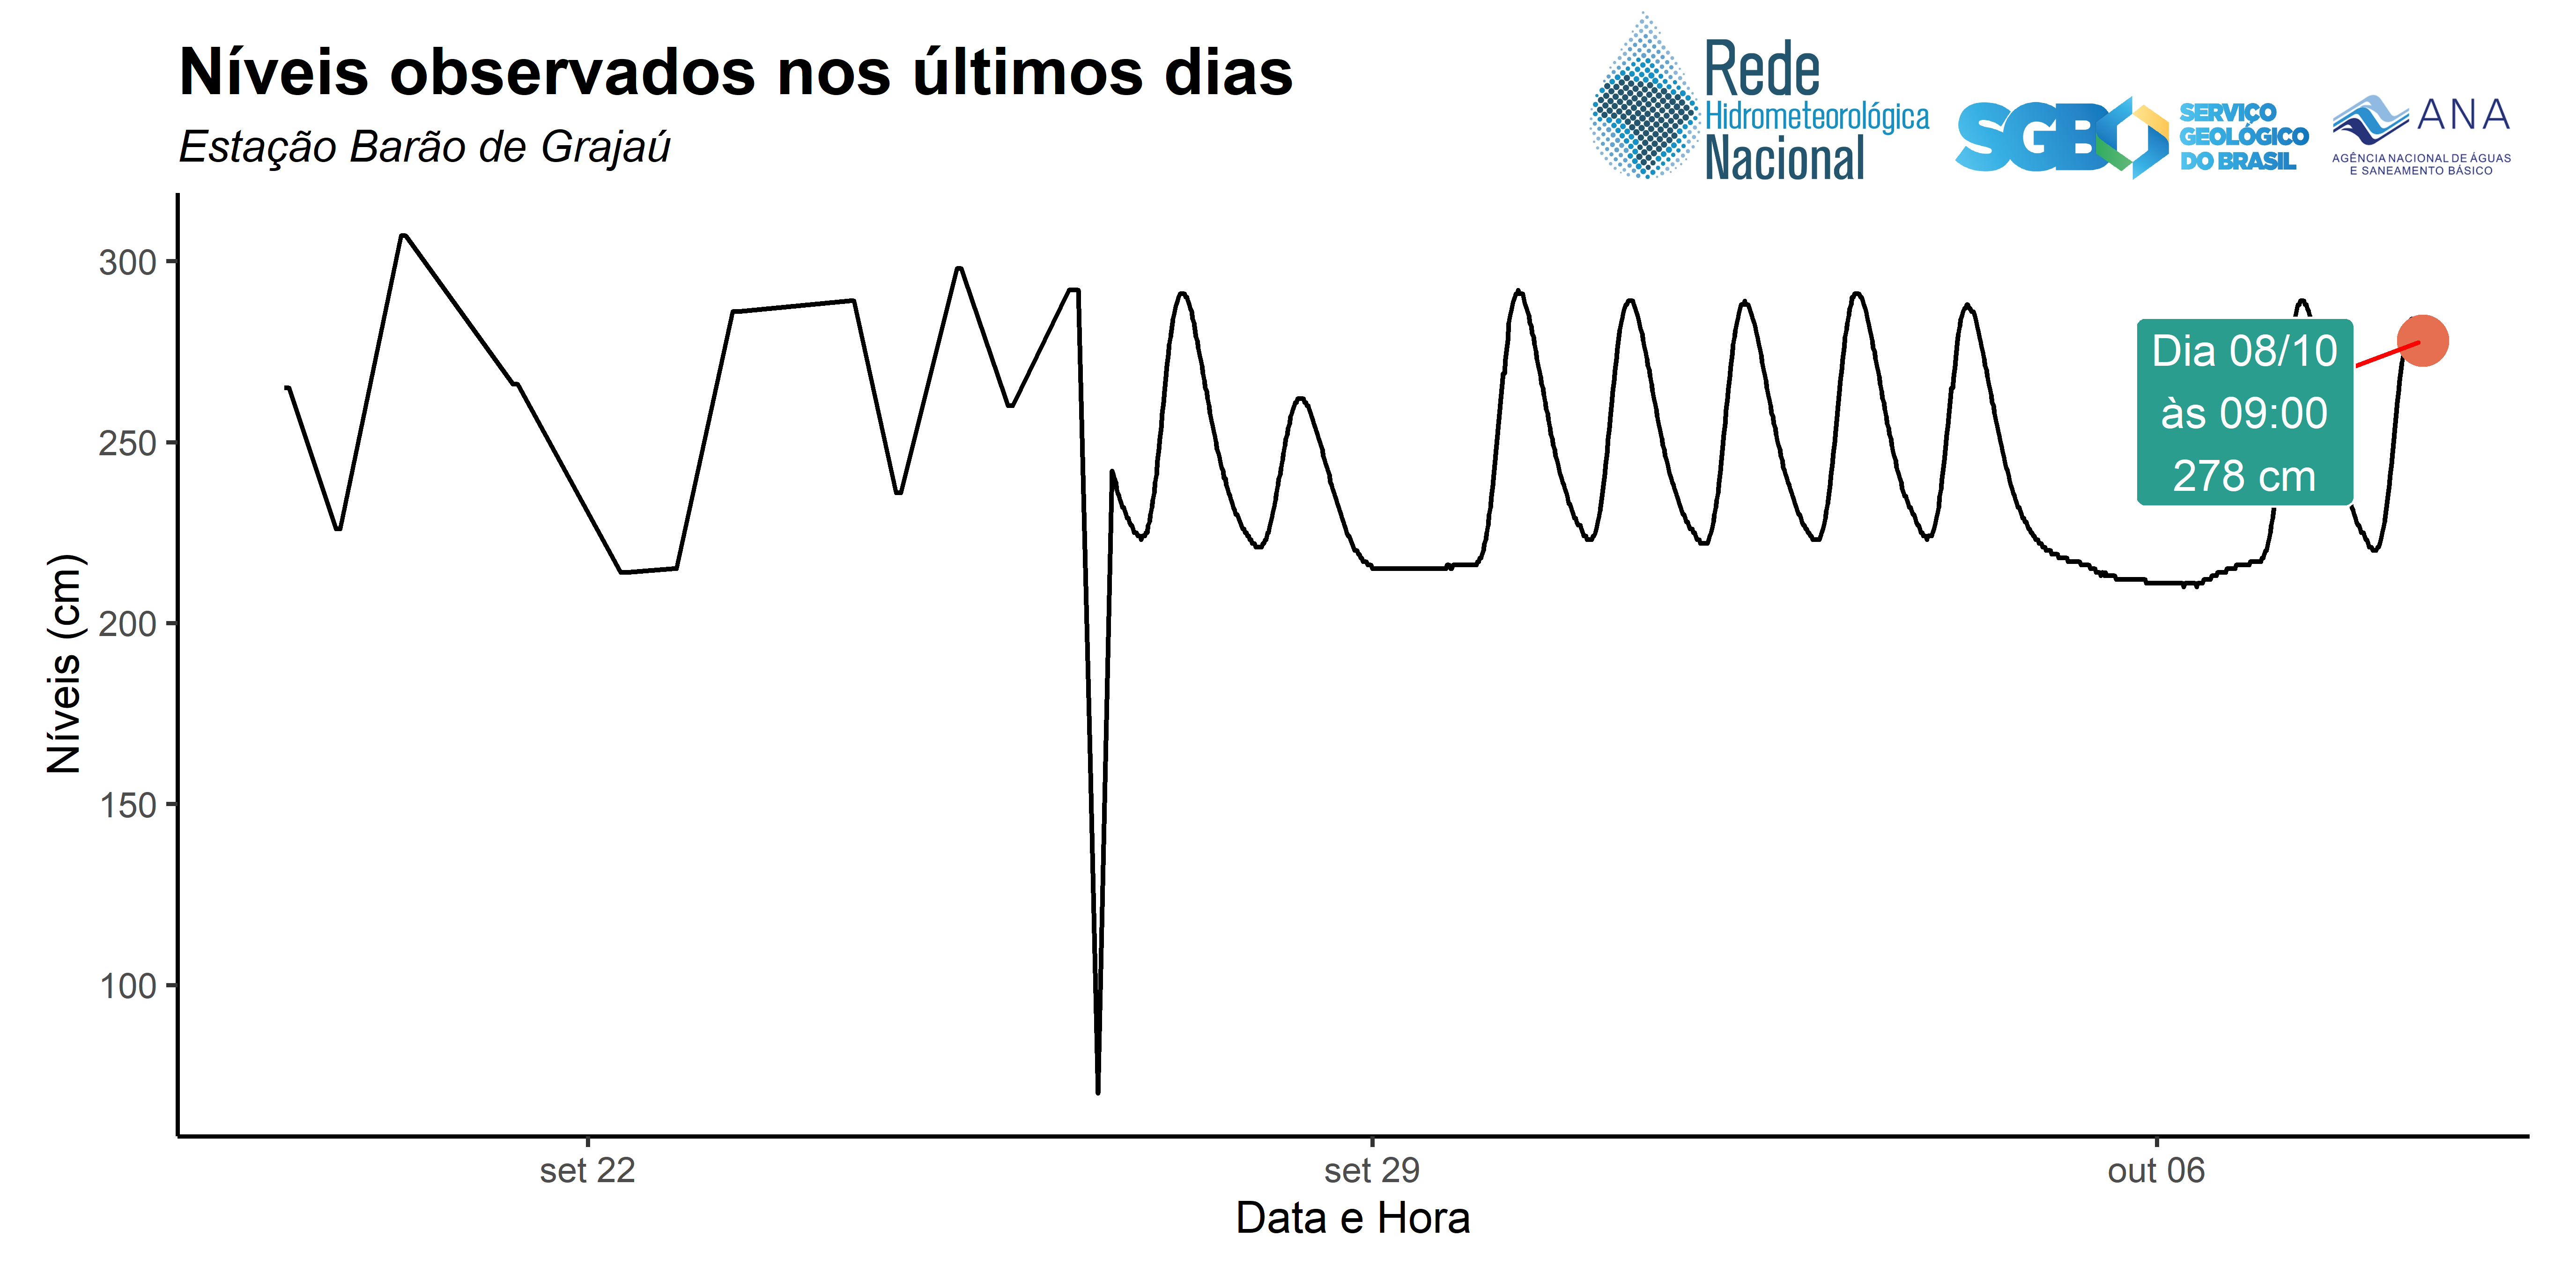 Níveis observados nos últimos dias
Estação Barão de Grajaú
Rede
Hidrometeorológica
Nacional
SGB
SERVIÇO
GEOLÓGICO
DO BRASIL
ANA
AGÊNCIA NACIONAL DE ÁGUAS
E SANEAMENTO BÁSICO
Níveis (cm)
300
250
200
150
100
Dia 08/10
às 09:00
278 cm
set 22
set 29
out 06
Data e Hora